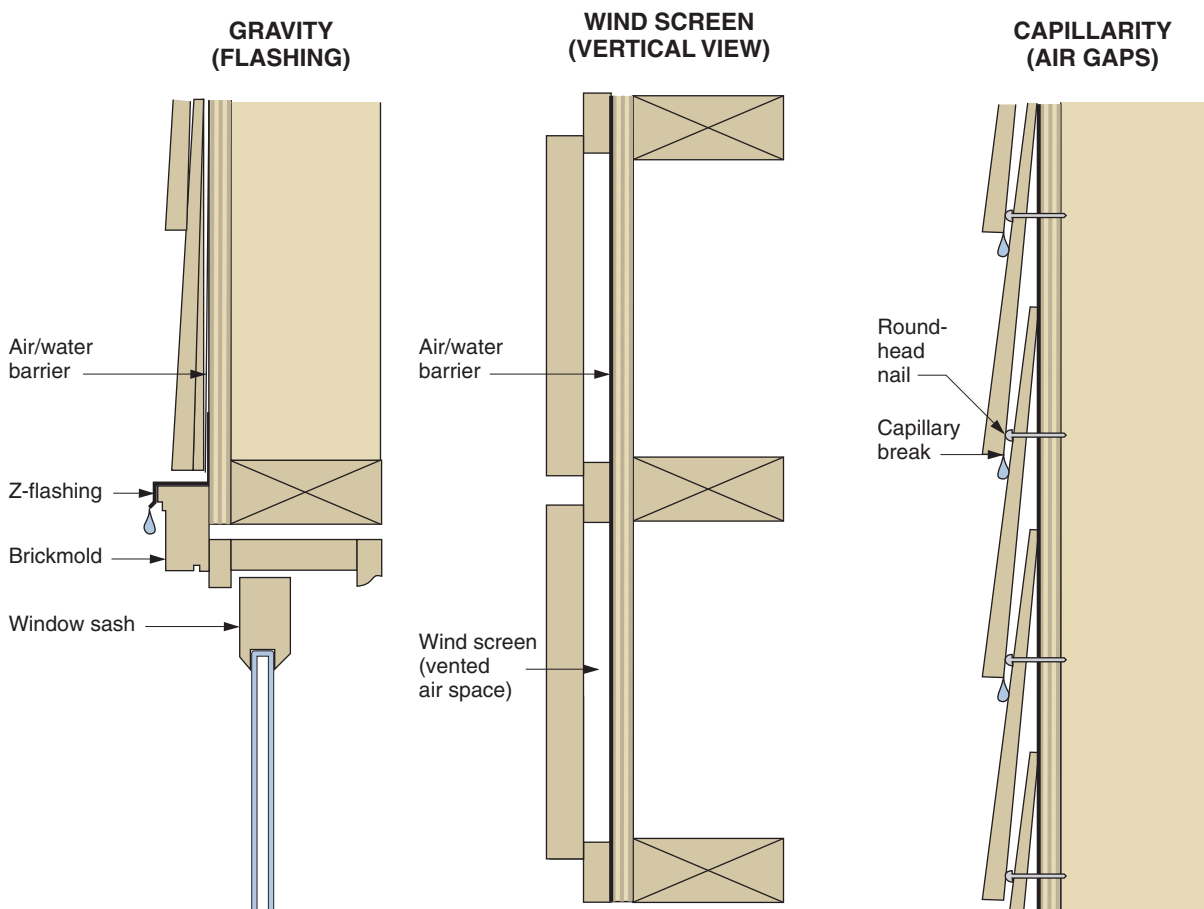 GRAVITY
(FLASHING)
Air/water
barrier
Z-flashing
Brickmold
Window sash
WIND SCREEN
(VERTICAL VIEW)
Air/water
barrier
Wind screen
(vented
air space)
CAPILLARITY
(AIR GAPS)
Round-
head
nail
Capillary
break